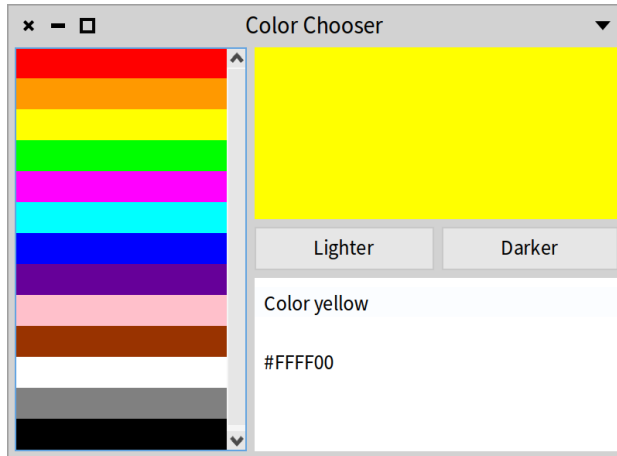 Color Chooser
Lighter
Darker
Color yellow
#FFFF00